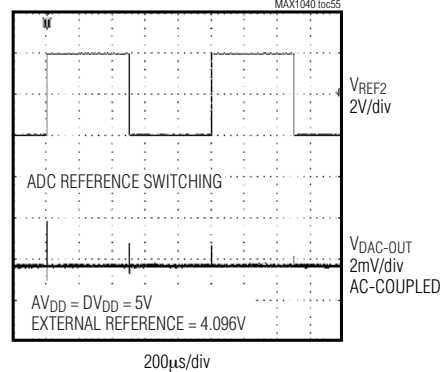 MAX1040 toc55
VREF2
2V/div
ADC REFERENCE SWITCHING
VDAC-OUT
2mV/div
AC-COUPLED
AVDD = DVDD = 5V
EXTERNAL REFERENCE = 4.096V
200µs/div